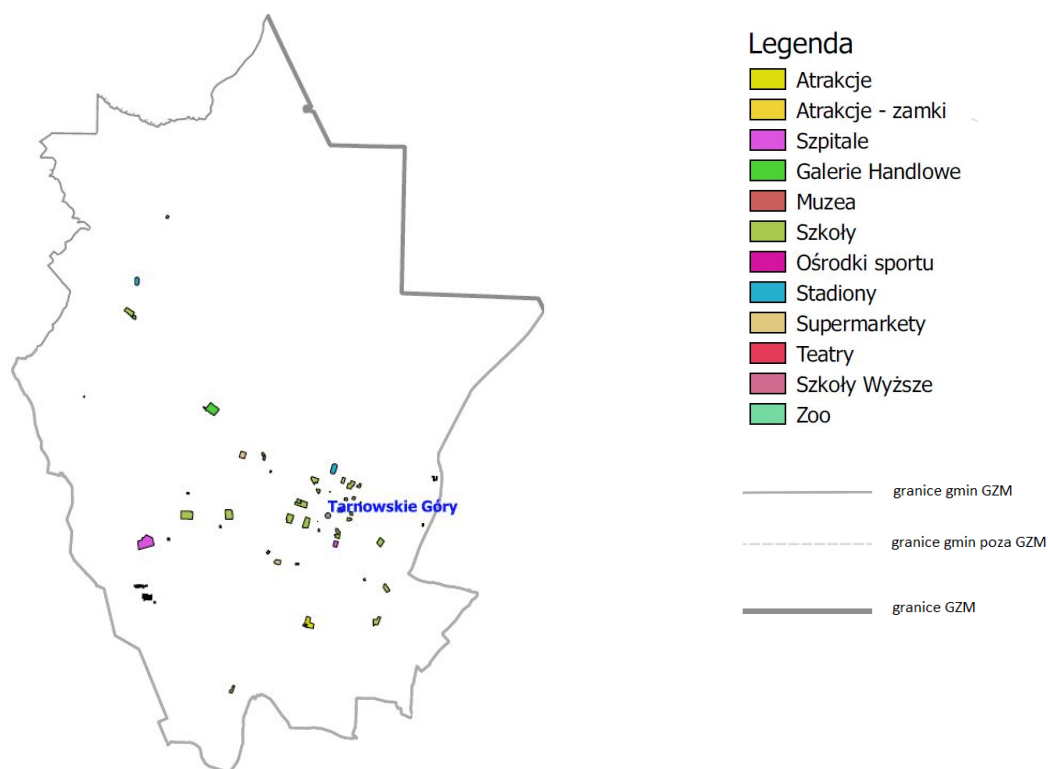 Legenda
Atrakcje
Atrakcje - zamki
Szpitale
Galerie Handlowe
Muzea
Szkoły
Ośrodki sportu
Stadiony
Supermarkety
Teatry
Szkoły Wyższe
Zoo
granice gmin GZM
granice gmin poza GZM
granice GZM
Tarnowskie Góry